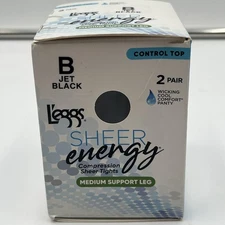 B
JET
BLACK
B
BLACK
CONTROL TOP
2 PAIR
WICKING
COOL
COMFORT*
PANTY
L'eggs
SHEER
energy
Compression
Sheer Tights
MEDIUM SUPPORT LEG